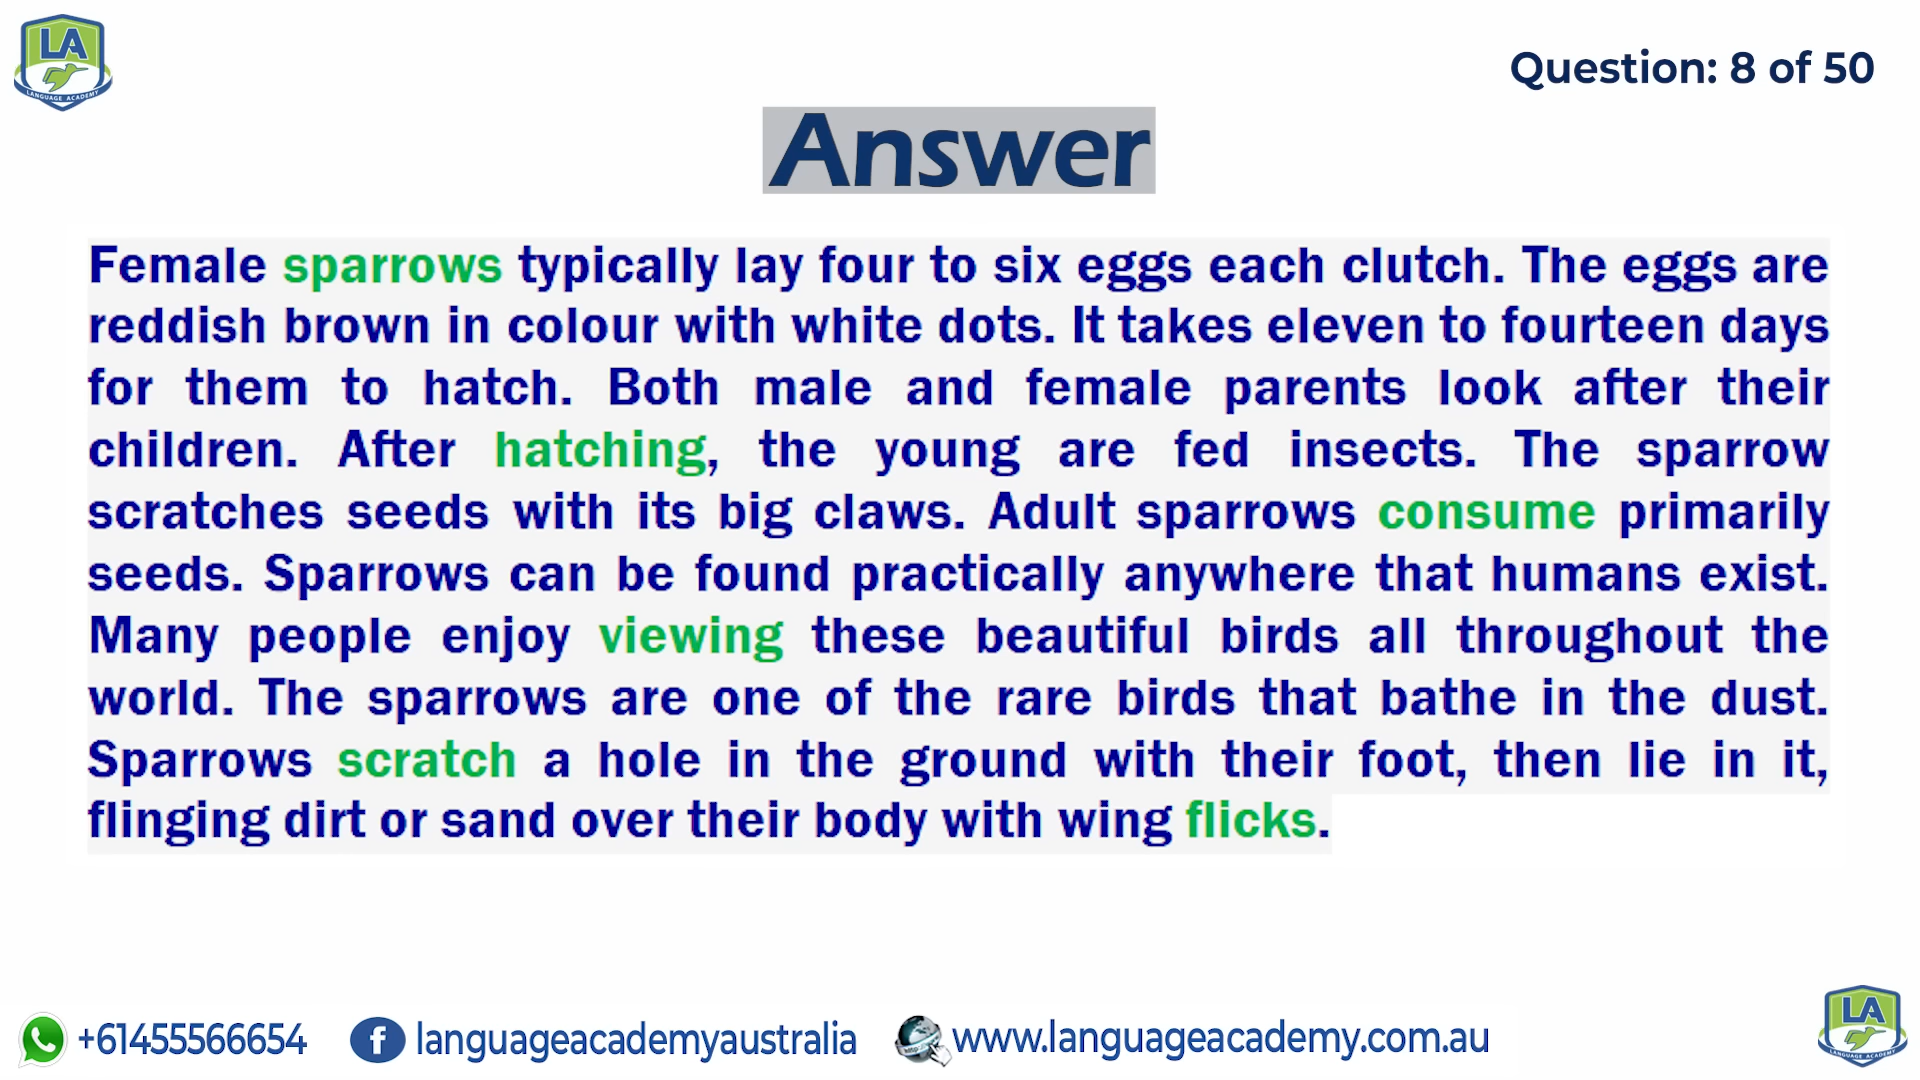 LA
LANGUAGE ACADEMY
Question: 8 of 50
Answer
Female sparrows typically lay four to six eggs each clutch. The eggs are
reddish brown in colour with white dots. It takes eleven to fourteen days
for them to hatch. Both male and female parents look after their
children. After hatching, the young are fed insects. The sparrow
scratches seeds with its big claws. Adult sparrows consume primarily
seeds. Sparrows can be found practically anywhere that humans exist.
Many people enjoy viewing these beautiful birds all throughout the
world. The sparrows are one of the rare birds that bathe in the dust.
Sparrows scratch a hole in the ground with their foot, then lie in it,
flinging dirt or sand over their body with wing flicks.
+61455566654
f
languageacademyaustralia
www.languageacademy.com.au
LA
LANGUAGE ACADEMY